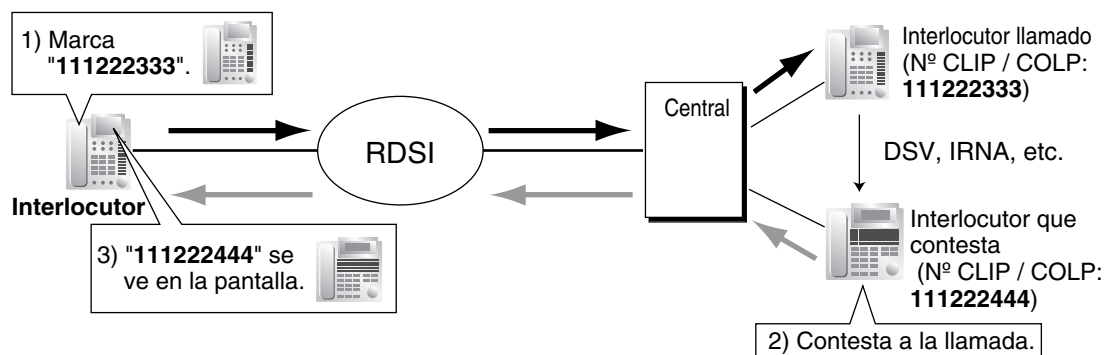 1) Marca
"111222333".
Interlocutor
3) "111222444" se
ve en la pantalla.
RDSI
Central
Interlocutor llamado
(Nº CLIP / COLP:
111222333)
DSV, IRNA, etc.
Interlocutor que
contesta
(Nº CLIP / COLP:
111222444)
2) Contesta a la llamada.